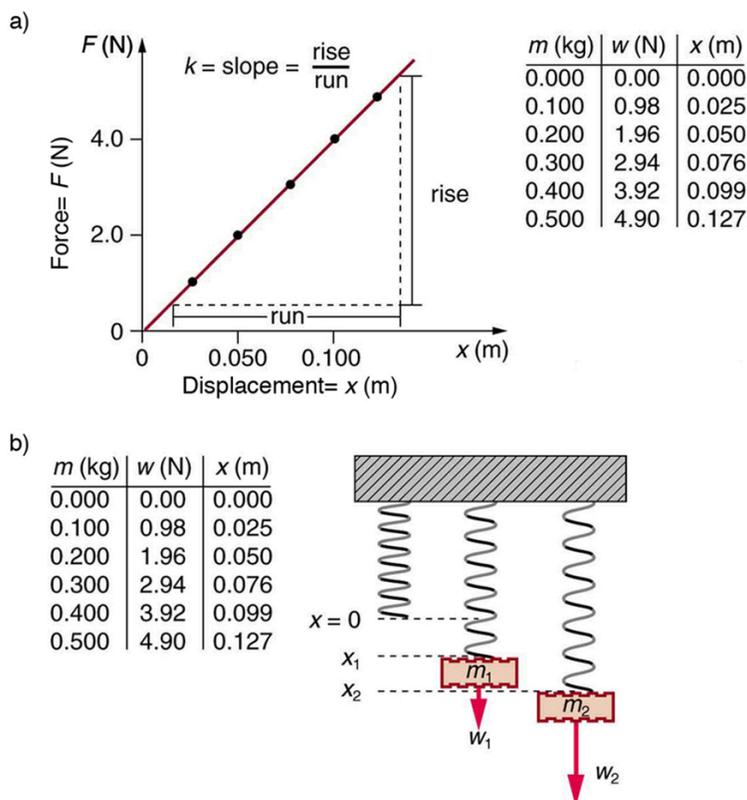 a)
F (N)
k = slope = rise
run
4.0
2.0
0
Force= F (N)
rise
run
0 0.050 0.100 x (m)
Displacement= x (m)
m (kg) w (N) x (m)
0.000 0.00 0.000
0.100 0.98 0.025
0.200 1.96 0.050
0.300 2.94 0.076
0.400 3.92 0.099
0.500 4.90 0.127
b)
m (kg) w (N) x (m)
0.000 0.00 0.000
0.100 0.98 0.025
0.200 1.96 0.050
0.300 2.94 0.076
0.400 3.92 0.099
0.500 4.90 0.127
x = 0
x₁
x₂
m₁
m₂
w₁
w₂